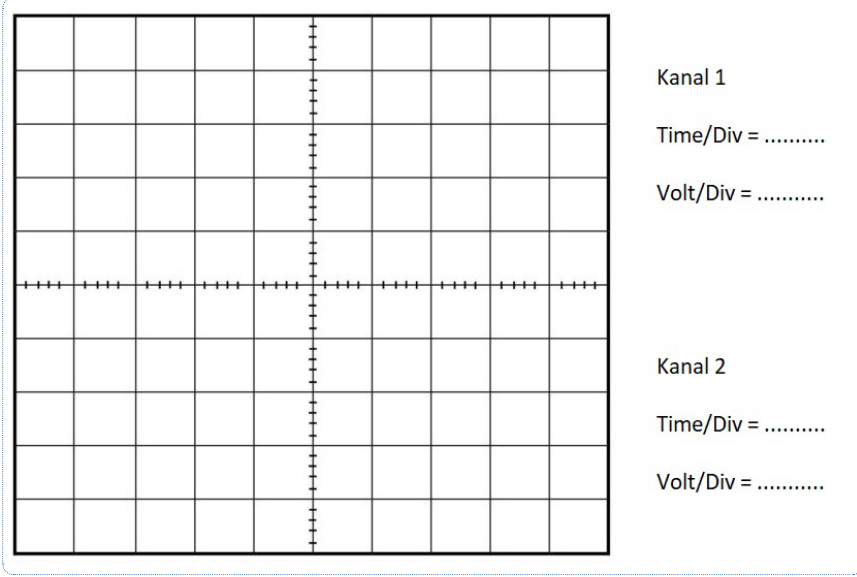 Kanal 1
Time/Div = ..........
Volt/Div = ...........
Kanal 2
Time/Div = ..........
Volt/Div = ...........